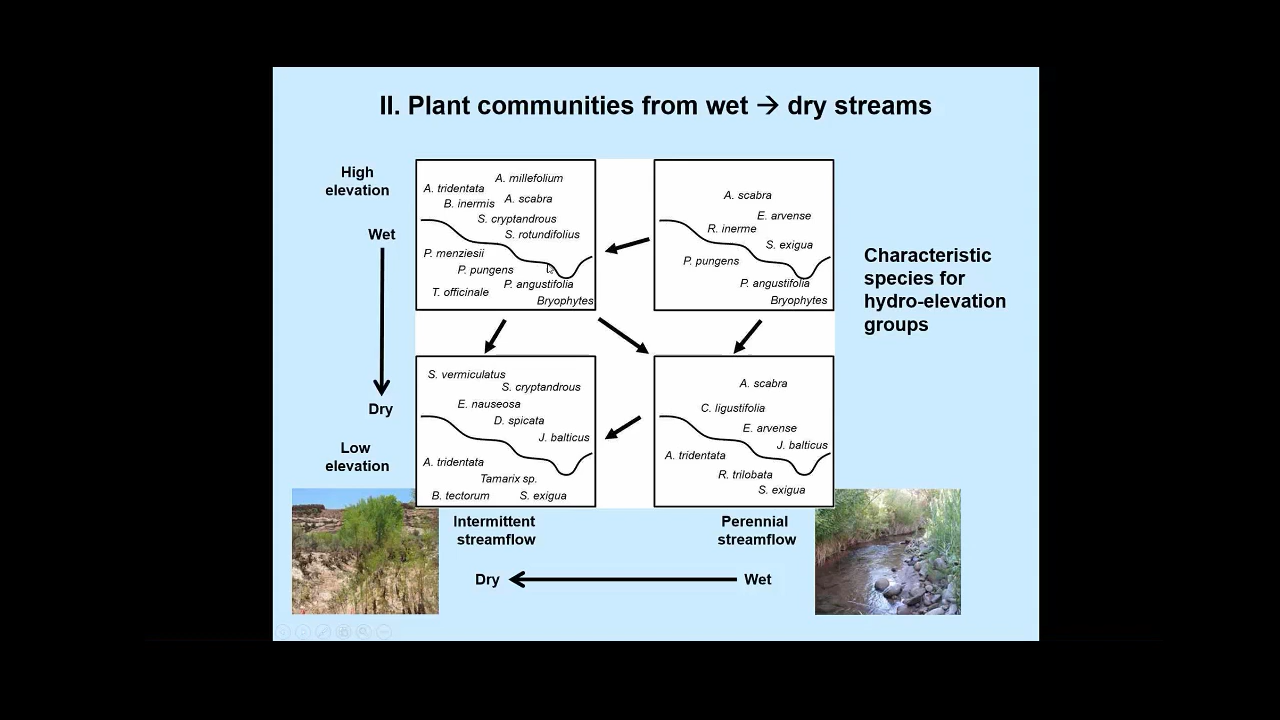 II. Plant communities from wet → dry streams
High
elevation
Wet
Dry
Low
elevation
A. millefolium
A. tridentata
A. scabra
B. inermis
S. cryptandrous
S. rotundifolius
P. menziesii
P. pungens
P. angustifolia
T. officinale
Bryophytes
A. scabra
E. arvense
R. inerme
S. exigua
P. pungens
P. angustifolia
Bryophytes
Characteristic
species for
hydro-elevation
groups
S. vermiculatus
S. cryptandrous
E. nauseosa
D. spicata
J. balticus
A. tridentata
Tamarix sp.
B. tectorum
S. exigua
A. scabra
C. ligustifolia
E. arvense
J. balticus
A. tridentata
R. trilobata
S. exigua
Intermittent
streamflow
Perennial
streamflow
Dry
Wet